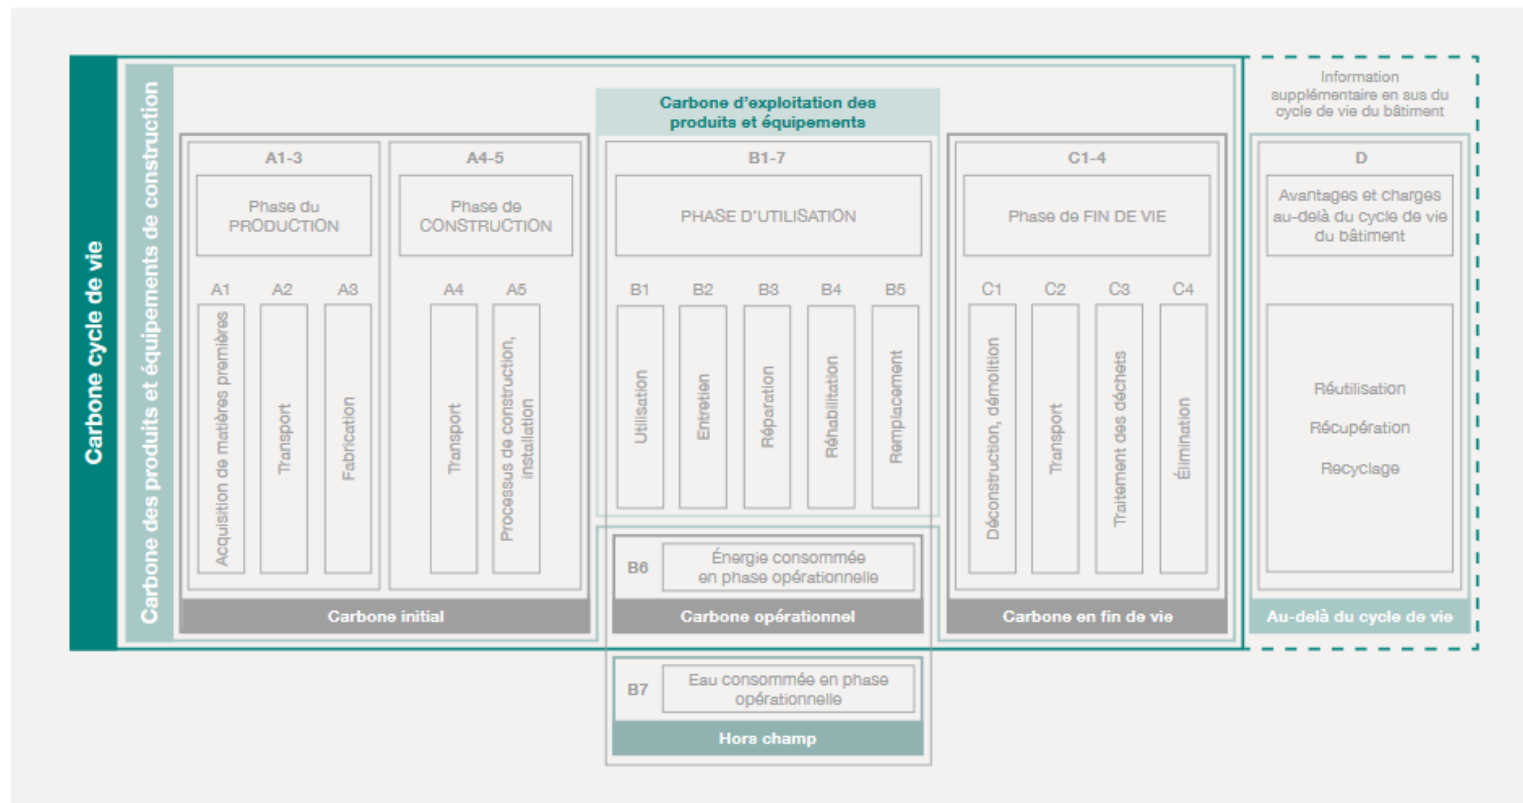 Carbone cycle de vie
Carbone des produits et équipements de construction
Carbone d'exploitation des
produits et équipements
Information
supplémentaire en sus du
cycle de vie du bâtiment
A1-3
Phase du
PRODUCTION
A1
A2
A3
Acquisition de matières premières
Transport
Fabrication
A4-5
Phase de
CONSTRUCTION
A4
A5
Transport
Processus de construction,
installation
Carbone initial
B1-7
PHASE D'UTILISATION
B1
B2
B3
B4
B5
Utilisation
Entretien
Réparation
Réhabilitation
Remplacement
B6
Énergie consommée
en phase opérationnelle
Carbone opérationnel
B7
Eau consommée en phase
opérationnelle
Hors champ
C1-4
Phase de FIN DE VIE
C1
C2
C3
C4
Déconstruction, démolition
Transport
Traitement des déchets
Élimination
Carbone en fin de vie
D
Avantages et charges
au-delà du cycle de vie
du bâtiment
Réutilisation
Récupération
Recyclage
Au-delà du cycle de vie